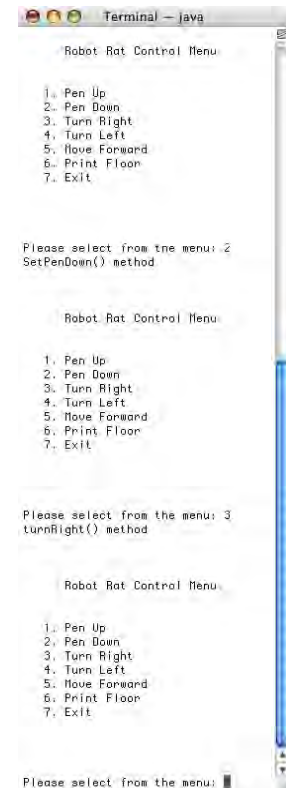 Terminal — java
Robot Rat Control Menu
1. Pen Up
2. Pen Down
3. Turn Right
4. Turn Left
5. Move Forward
6. Print Floor
7. Exit
Please select from the menu: 2
SetPenDown() method
Robot Rat Control Menu
1. Pen Up
2. Pen Down
3. Turn Right
4. Turn Left
5. Move Forward
6. Print Floor
7. Exit
Please select from the menu: 3
turnRight() method
Robot Rat Control Menu
1. Pen Up
2. Pen Down
3. Turn Right
4. Turn Left
5. Move Forward
6. Print Floor
7. Exit
Please select from the menu: